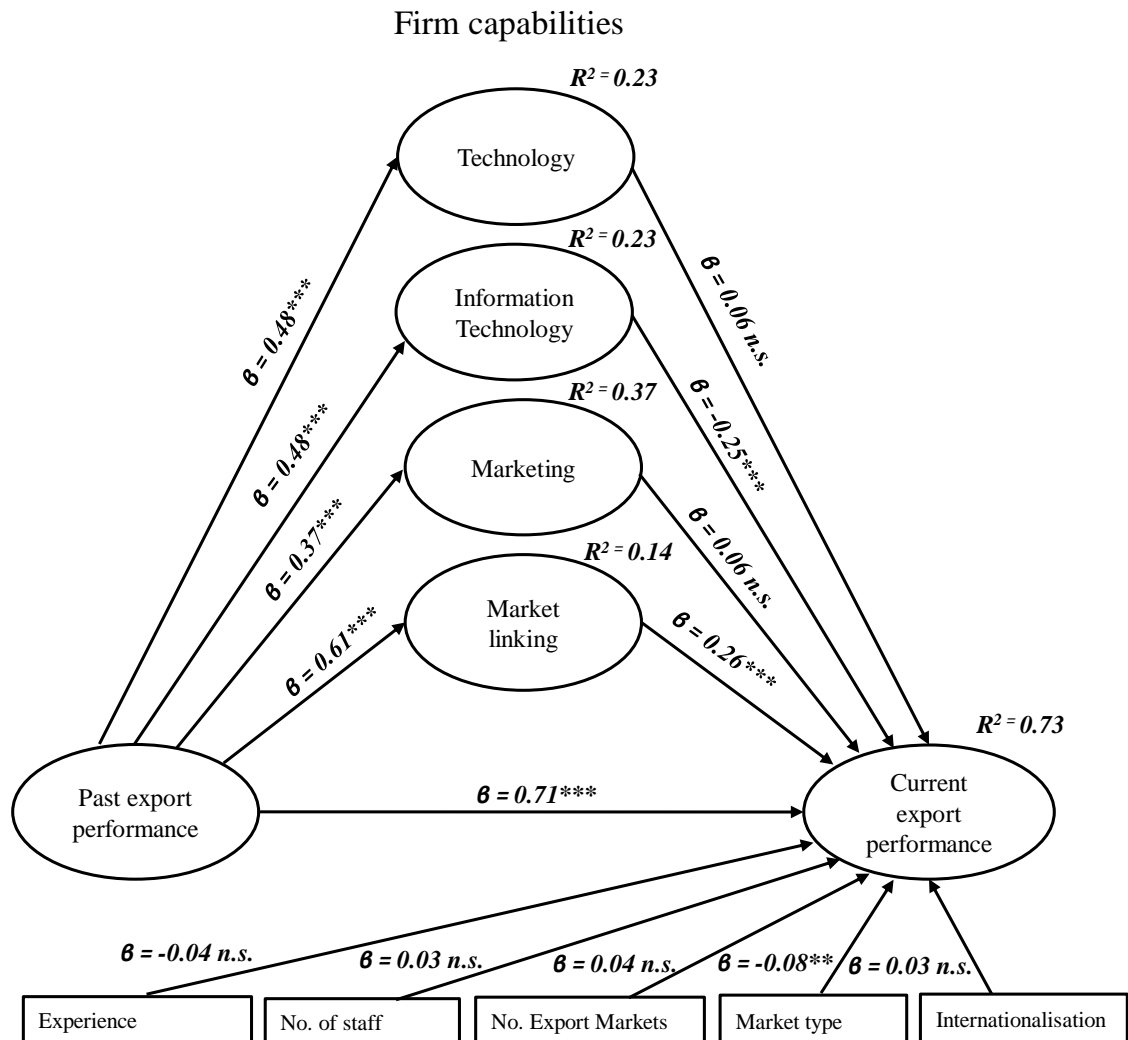 Firm capabilities
R² = 0.23
Technology
R² = 0.23
Information
Technology
R² = 0.37
Marketing
R² = 0.14
Market
linking
ϐ = 0.48***
ϐ = 0.48***
ϐ = 0.37***
ϐ = 0.61***
ϐ = 0.06 n.s.
ϐ = -0.25***
ϐ = 0.06 n.s.
ϐ = 0.26***
R² = 0.73
Past export
performance
ϐ = 0.71***
Current
export
performance
ϐ = -0.04 n.s.
ϐ = 0.03 n.s.
ϐ = 0.04 n.s.
ϐ = -0.08**
ϐ = 0.03 n.s.
Experience
No. of staff
No. Export Markets
Market type
Internationalisation